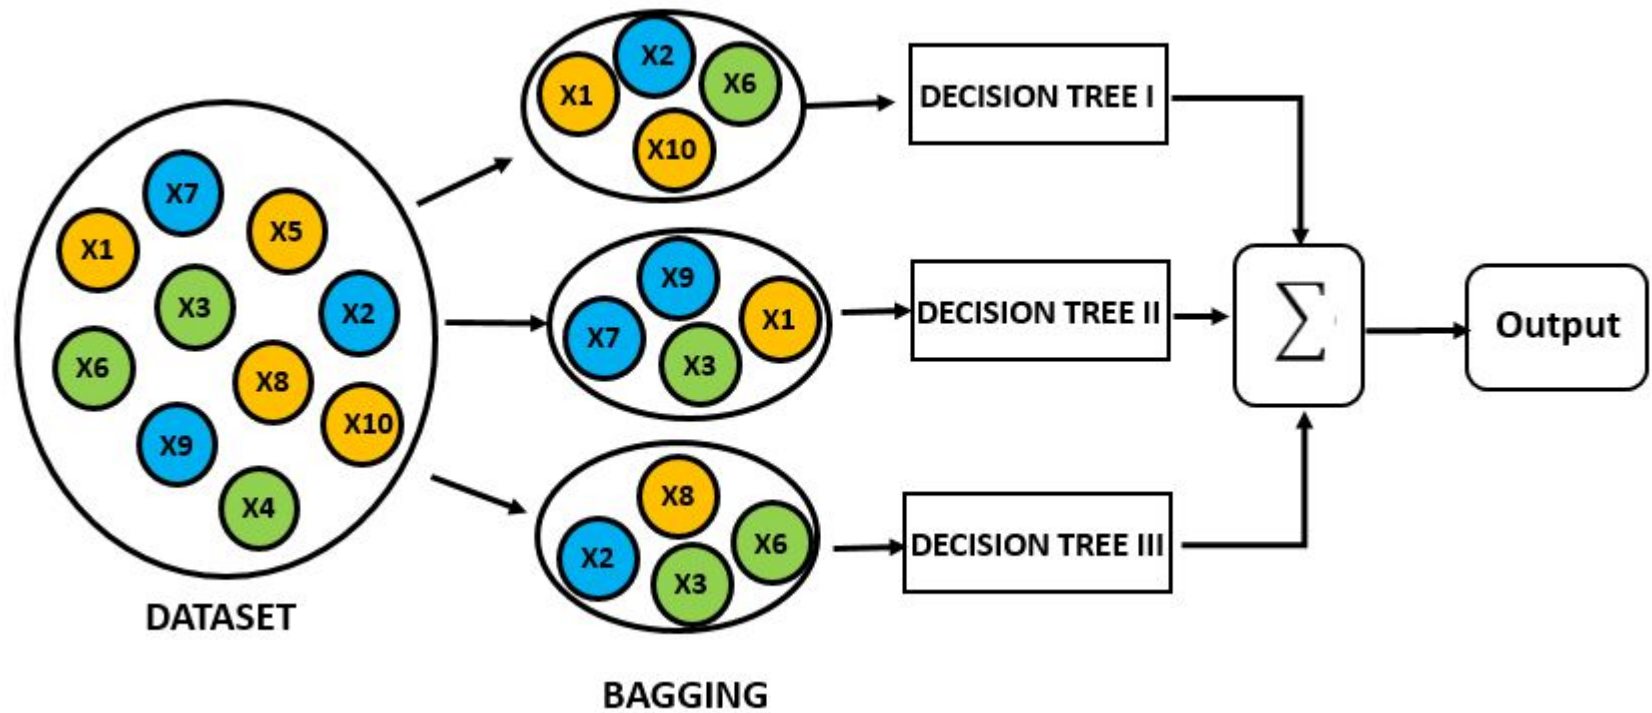 X7
X1
X5
X3
X2
X6
X8
X10
X9
X4
DATASET
X2
X1
X6
X10
X9
X7
X1
X3
X8
X2
X6
X3
BAGGING
DECISION TREE I
DECISION TREE II
DECISION TREE III
∑
Output